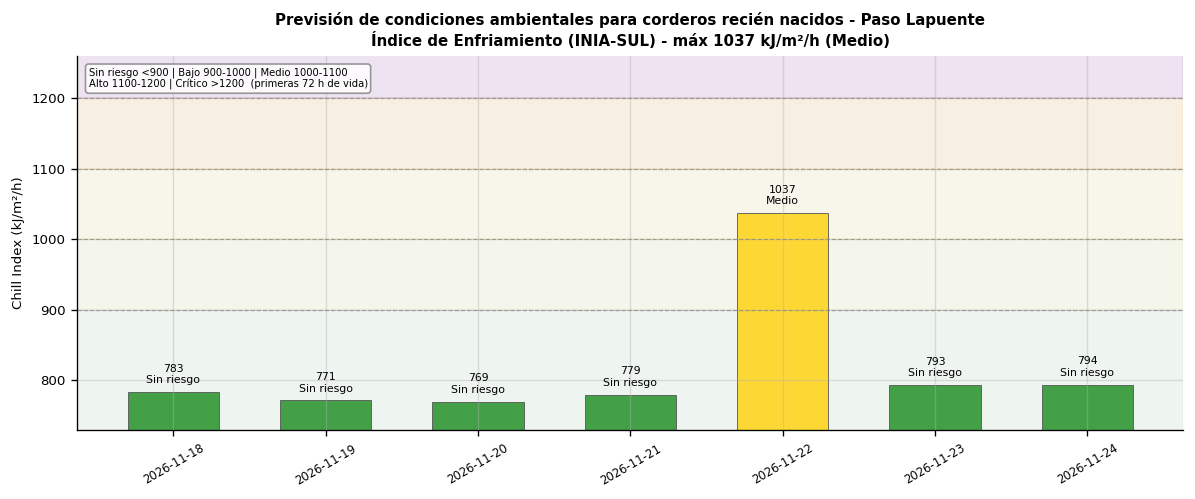 Previsión de condiciones ambientales para corderos recién nacidos - Paso Lapuente
Índice de Enfriamiento (INIA-SUL) - máx 1037 kJ/m²/h (Medio)
Sin riesgo <900 | Bajo 900-1000 | Medio 1000-1100
Alto 1100-1200 | Crítico >1200  (primeras 72 h de vida)
Chill Index (kJ/m²/h)
1200
1100
1000
900
800
783
Sin riesgo
771
Sin riesgo
769
Sin riesgo
779
Sin riesgo
1037
Medio
793
Sin riesgo
794
Sin riesgo
2026-11-18
2026-11-19
2026-11-20
2026-11-21
2026-11-22
2026-11-23
2026-11-24